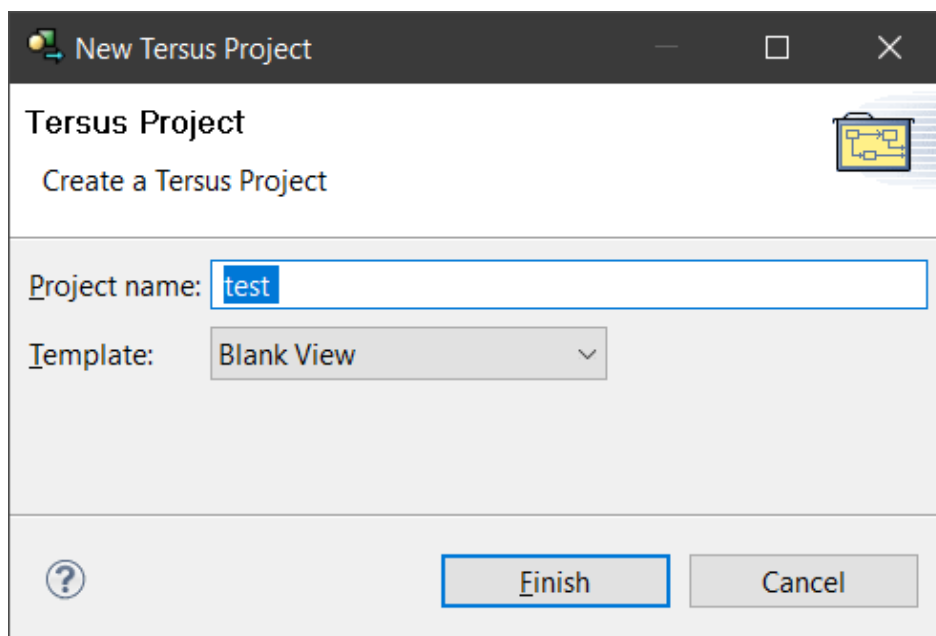 New Tersus Project
Tersus Project
Create a Tersus Project
Project name: test
Template: Blank View
?
Finish Cancel